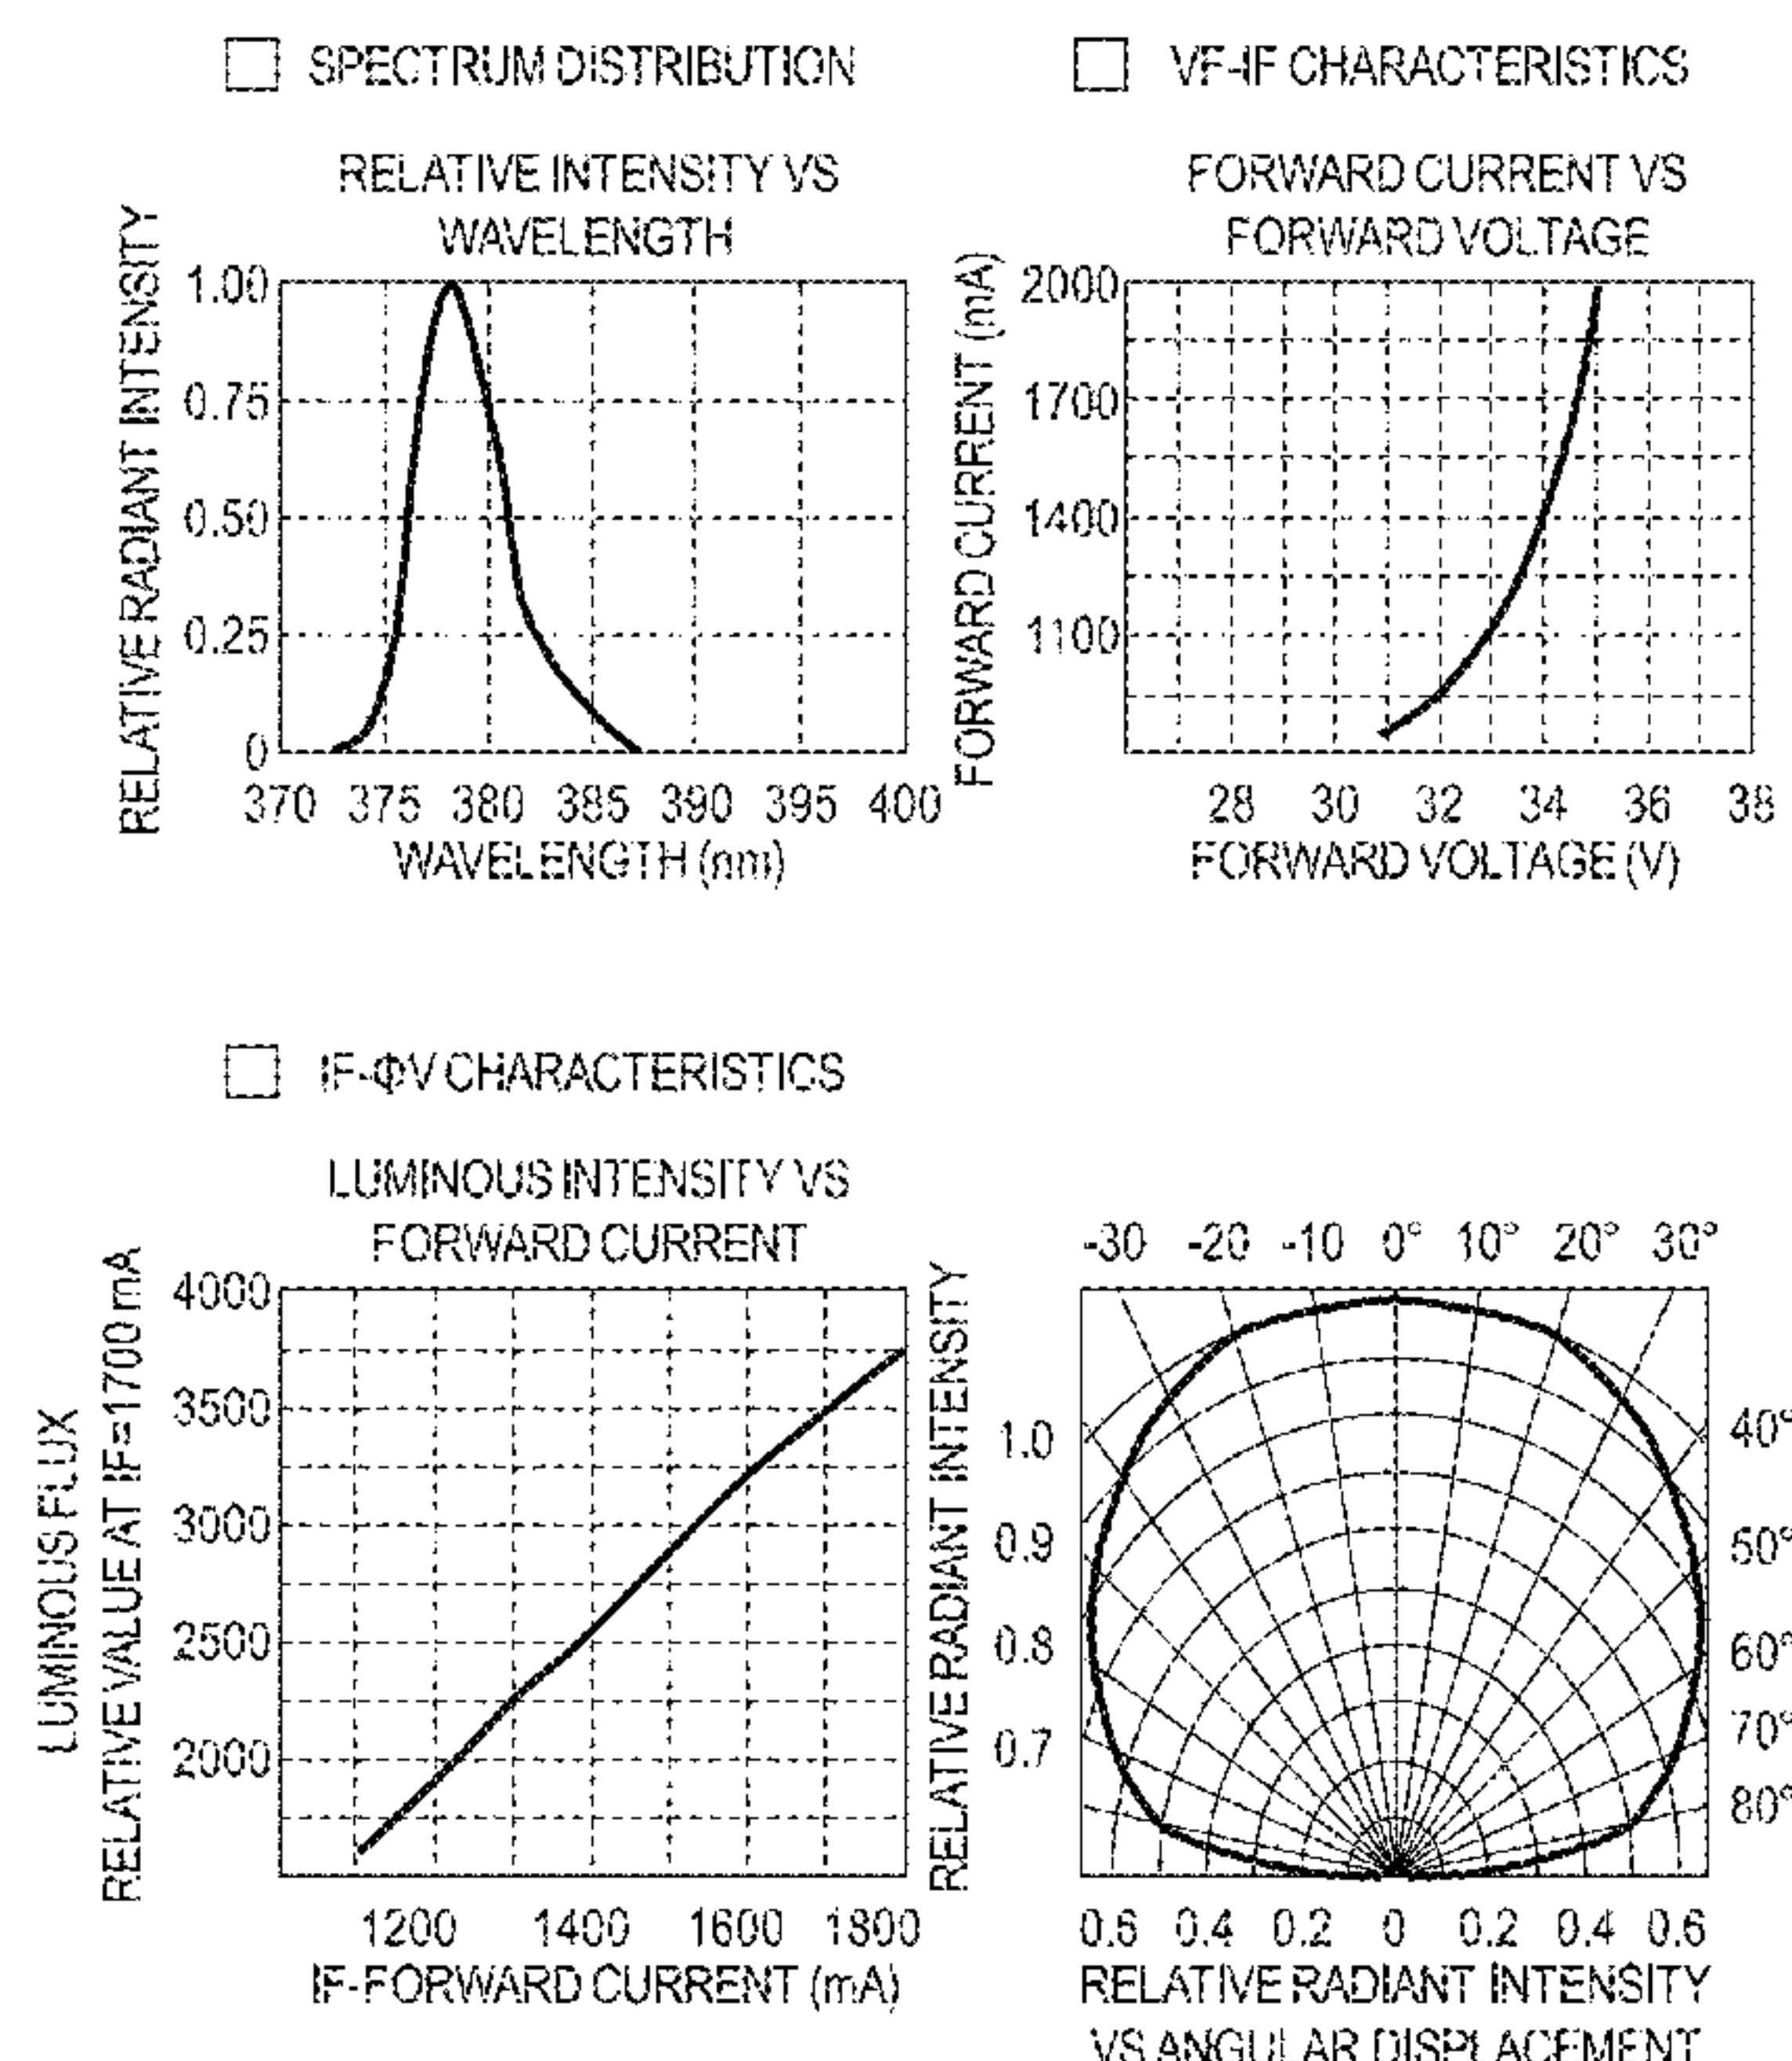 SPECTRUM DISTRIBUTION
RELATIVE INTENSITY VS
WAVELENGTH
RELATIVE RADIANT INTENSITY
1.00
0.75
0.50
0.25
0
370 375 380 385 390 395 400
WAVELENGTH (nm)
VF-IF CHARACTERISTICS
FORWARD CURRENT VS
FORWARD VOLTAGE
FORWARD CURRENT (mA)
2000
1700
1400
1100
28 30 32 34 36 38
FORWARD VOLTAGE (V)
IF-ΦV CHARACTERISTICS
LUMINOUS INTENSITY VS
FORWARD CURRENT
LUMINOUS FLUX
RELATIVE VALUE AT IF=1700 mA
4000
3500
3000
2500
2000
1200 1400 1600 1800
IF-FORWARD CURRENT (mA)
-30 -20 -10 0° 10° 20° 30°
RELATIVE RADIANT INTENSITY
1.0
0.9
0.8
0.7
40°
50°
60°
70°
80°
0.6 0.4 0.2 0 0.2 0.4 0.6
RELATIVE RADIANT INTENSITY
VS ANGULAR DISPLACEMENT